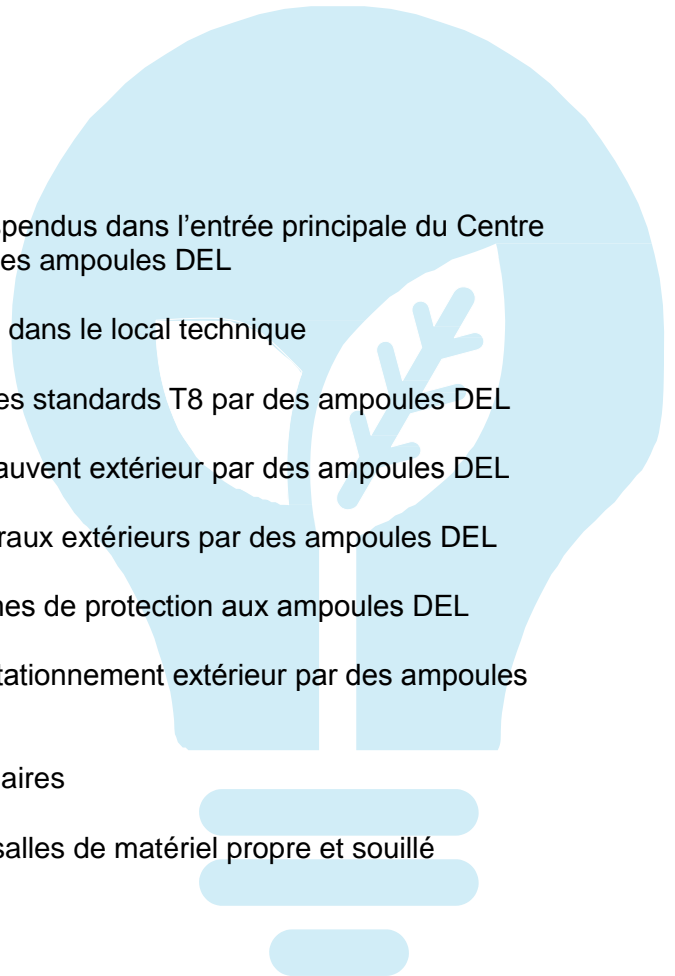 pendus dans l’entrée principale du Centre
es ampoules DEL
dans le local technique
es standards T8 par des ampoules DEL
auvent extérieur par des ampoules DEL
raux extérieurs par des ampoules DEL
nes de protection aux ampoules DEL
tationnement extérieur par des ampoules
aires
salles de matériel propre et souillé